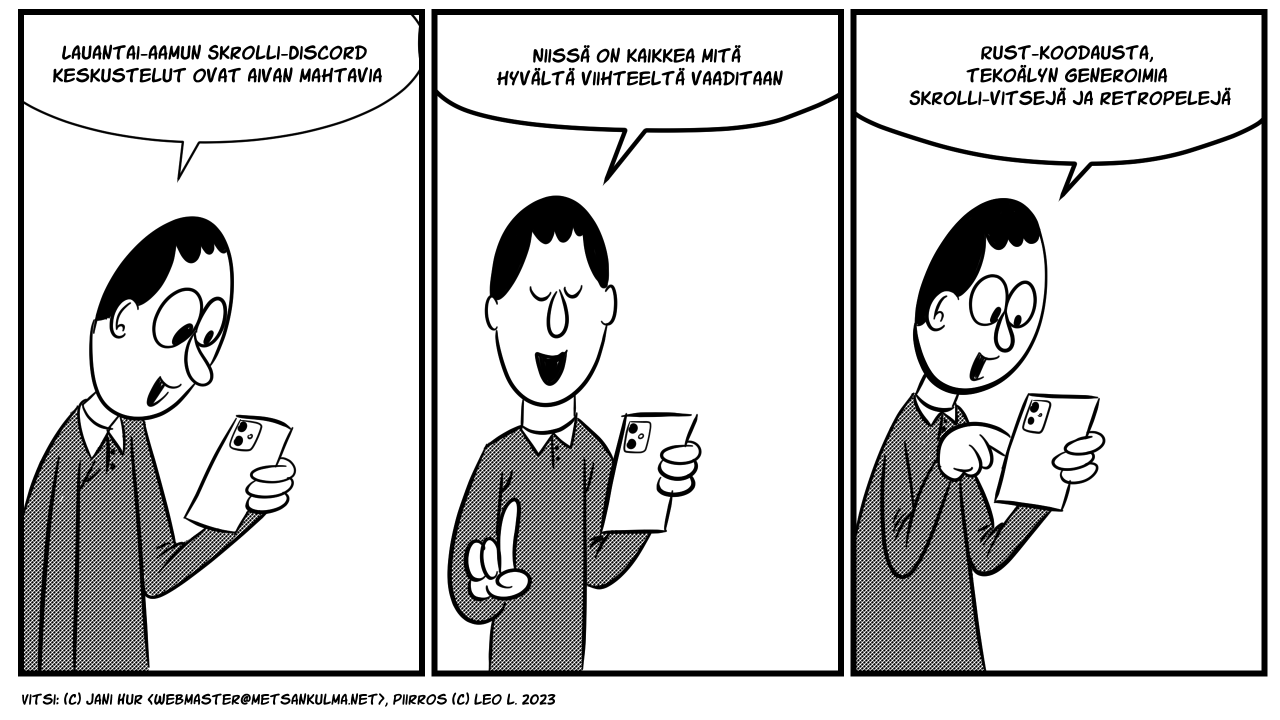 LAUANTAI-AAMUN SKROLLI-DISCORD
KESKUSTELUT OVAT AIVAN MAHTAVIA
NIISSÄ ON KAIKKEA MITÄ
HYVÄLTÄ VIIHTEELTÄ VAADITAAN
RUST-KOODAUSTA,
TEKOÄLYN GENEROIMIA
SKROLLI-VITSEJÄ JA RETROPELEJÄ
VITSI: (C) JANI HUR <WEBMASTER@METSANKULMA.NET>, PIIRROS (C) LEO L. 2023